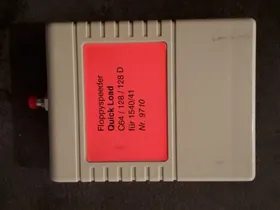 Floppyspeeder
Quick Load
C64 / 128 / 128 D
für 1540/41
Nr. 9710